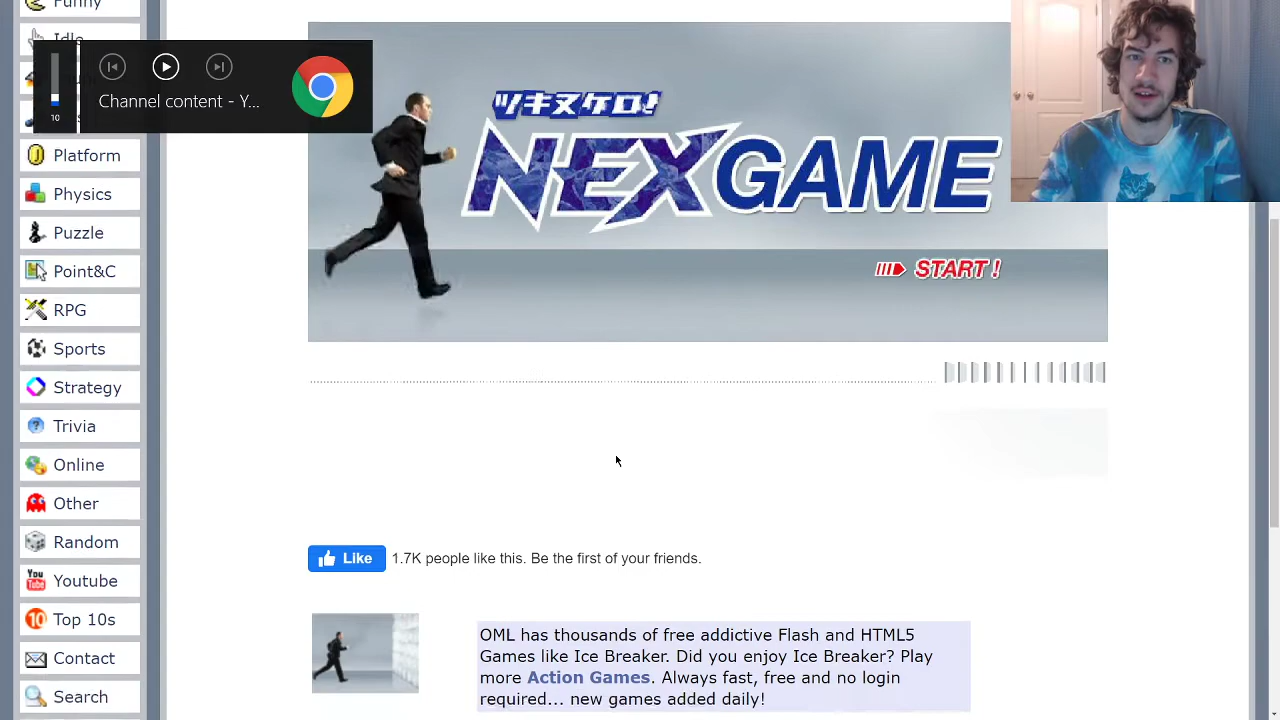 Funny
Idle
10
Channel content - Y...
Platform
Physics
Puzzle
Point&C
RPG
Sports
Strategy
Trivia
Online
Other
Random
Youtube
Top 10s
Contact
Search
ツキヌケロ!
NEXGAME
START!
Like
1.7K people like this. Be the first of your friends.
OML has thousands of free addictive Flash and HTML5
Games like Ice Breaker. Did you enjoy Ice Breaker? Play
more Action Games. Always fast, free and no login
required... new games added daily!